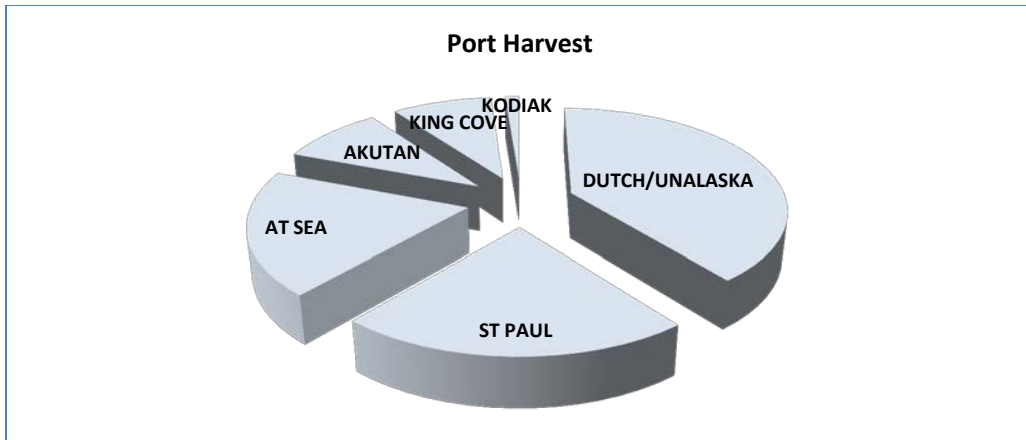 Port Harvest
KODIAK
KING COVE
AKUTAN
DUTCH/UNALASKA
AT SEA
ST PAUL